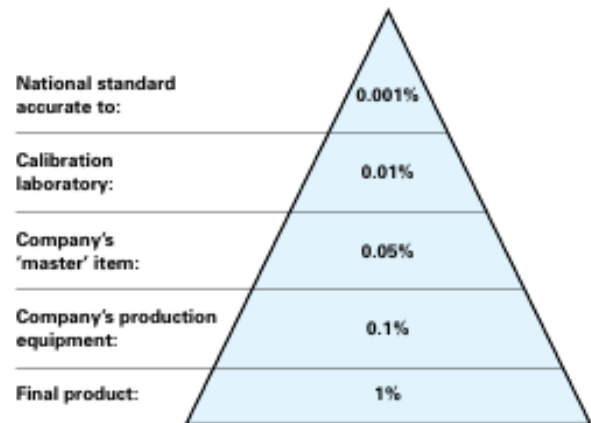 National standard
accurate to:
0.001%
Calibration
laboratory:
0.01%
Company's
'master' item:
0.05%
Company's production
equipment:
0.1%
Final product:
1%